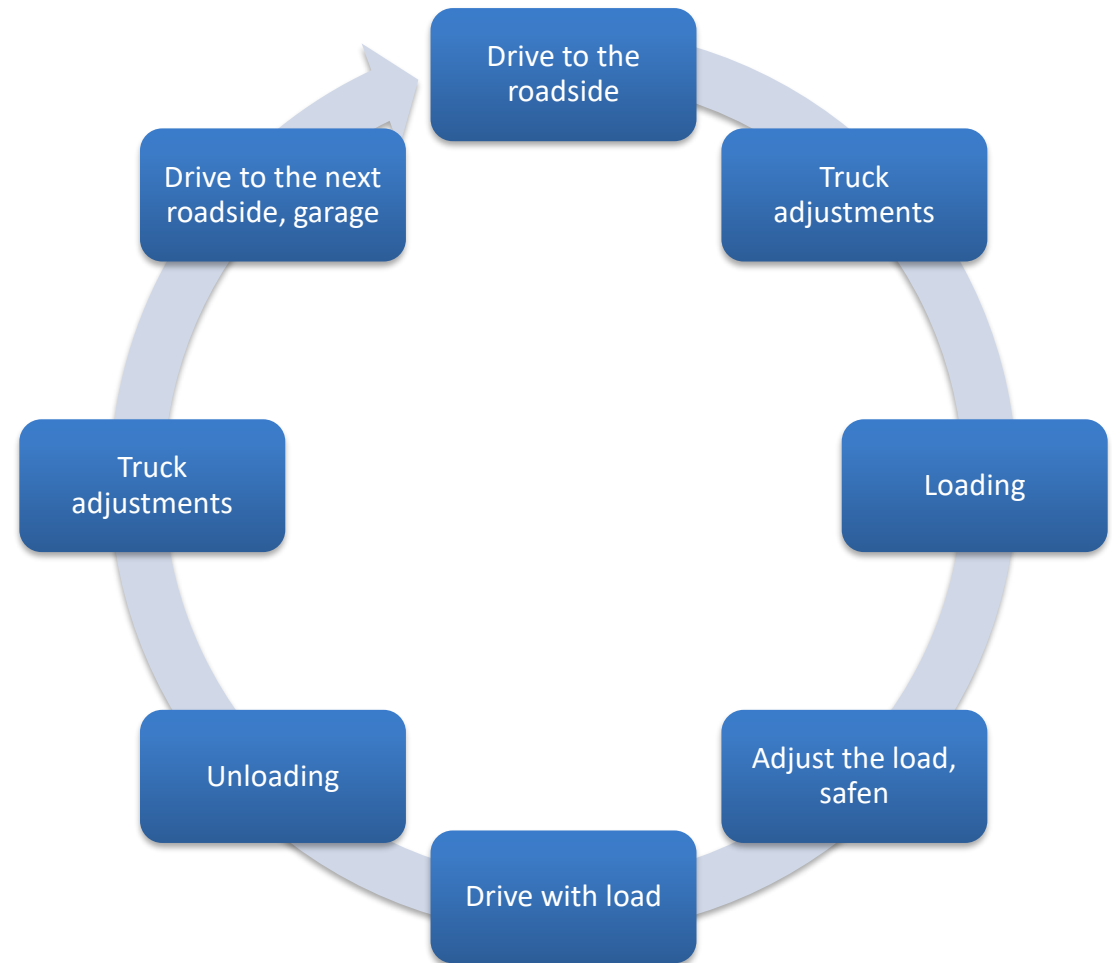 Drive to the
roadside
Truck
adjustments
Loading
Adjust the load,
safen
Drive with load
Unloading
Truck
adjustments
Drive to the next
roadside, garage